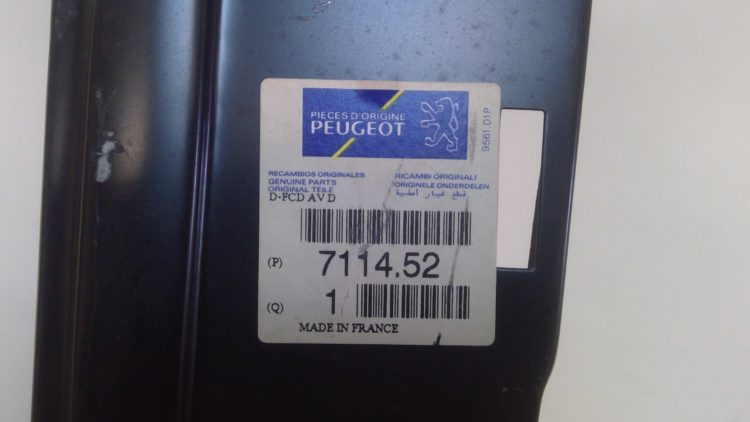 PIECES D'ORIGINE
PEUGEOT
9561 01P
RECAMBIOS ORIGINALES
GENUINE PARTS
ORIGINAL TEILE
RICAMBI ORIGINALI
ORIGINELE ONDERDELEN
قطع غيار أصلية
D-FCD AV D
(P) 7114.52
(Q) 1
MADE IN FRANCE